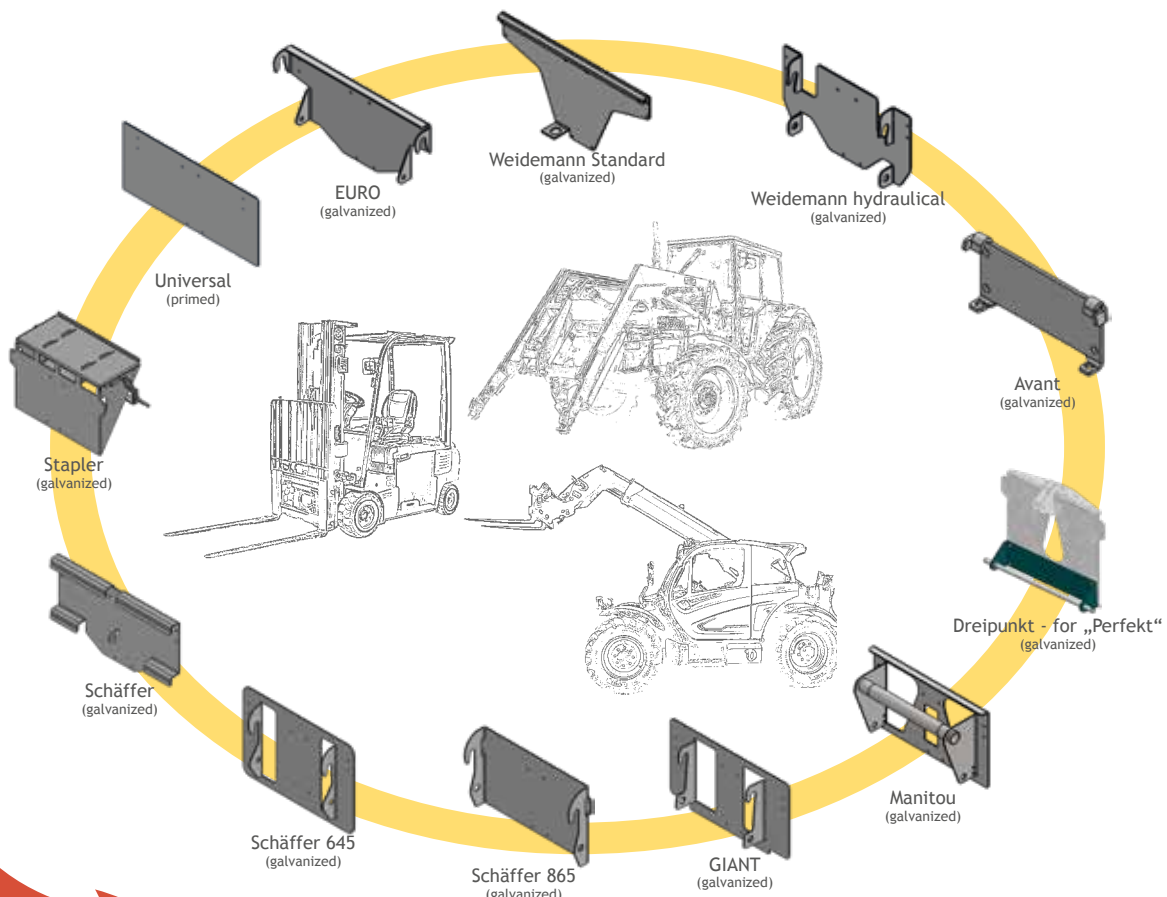 Weidemann Standard
(galvanized)
EURO
(galvanized)
Weidemann hydraulical
(galvanized)
Universal
(primed)
Avant
(galvanized)
Stapler
(galvanized)
Dreipunkt - for „Perfekt“
(galvanized)
Schäffer
(galvanized)
Manitou
(galvanized)
Schäffer 645
(galvanized)
GIANT
(galvanized)
Schäffer 865
(galvanized)